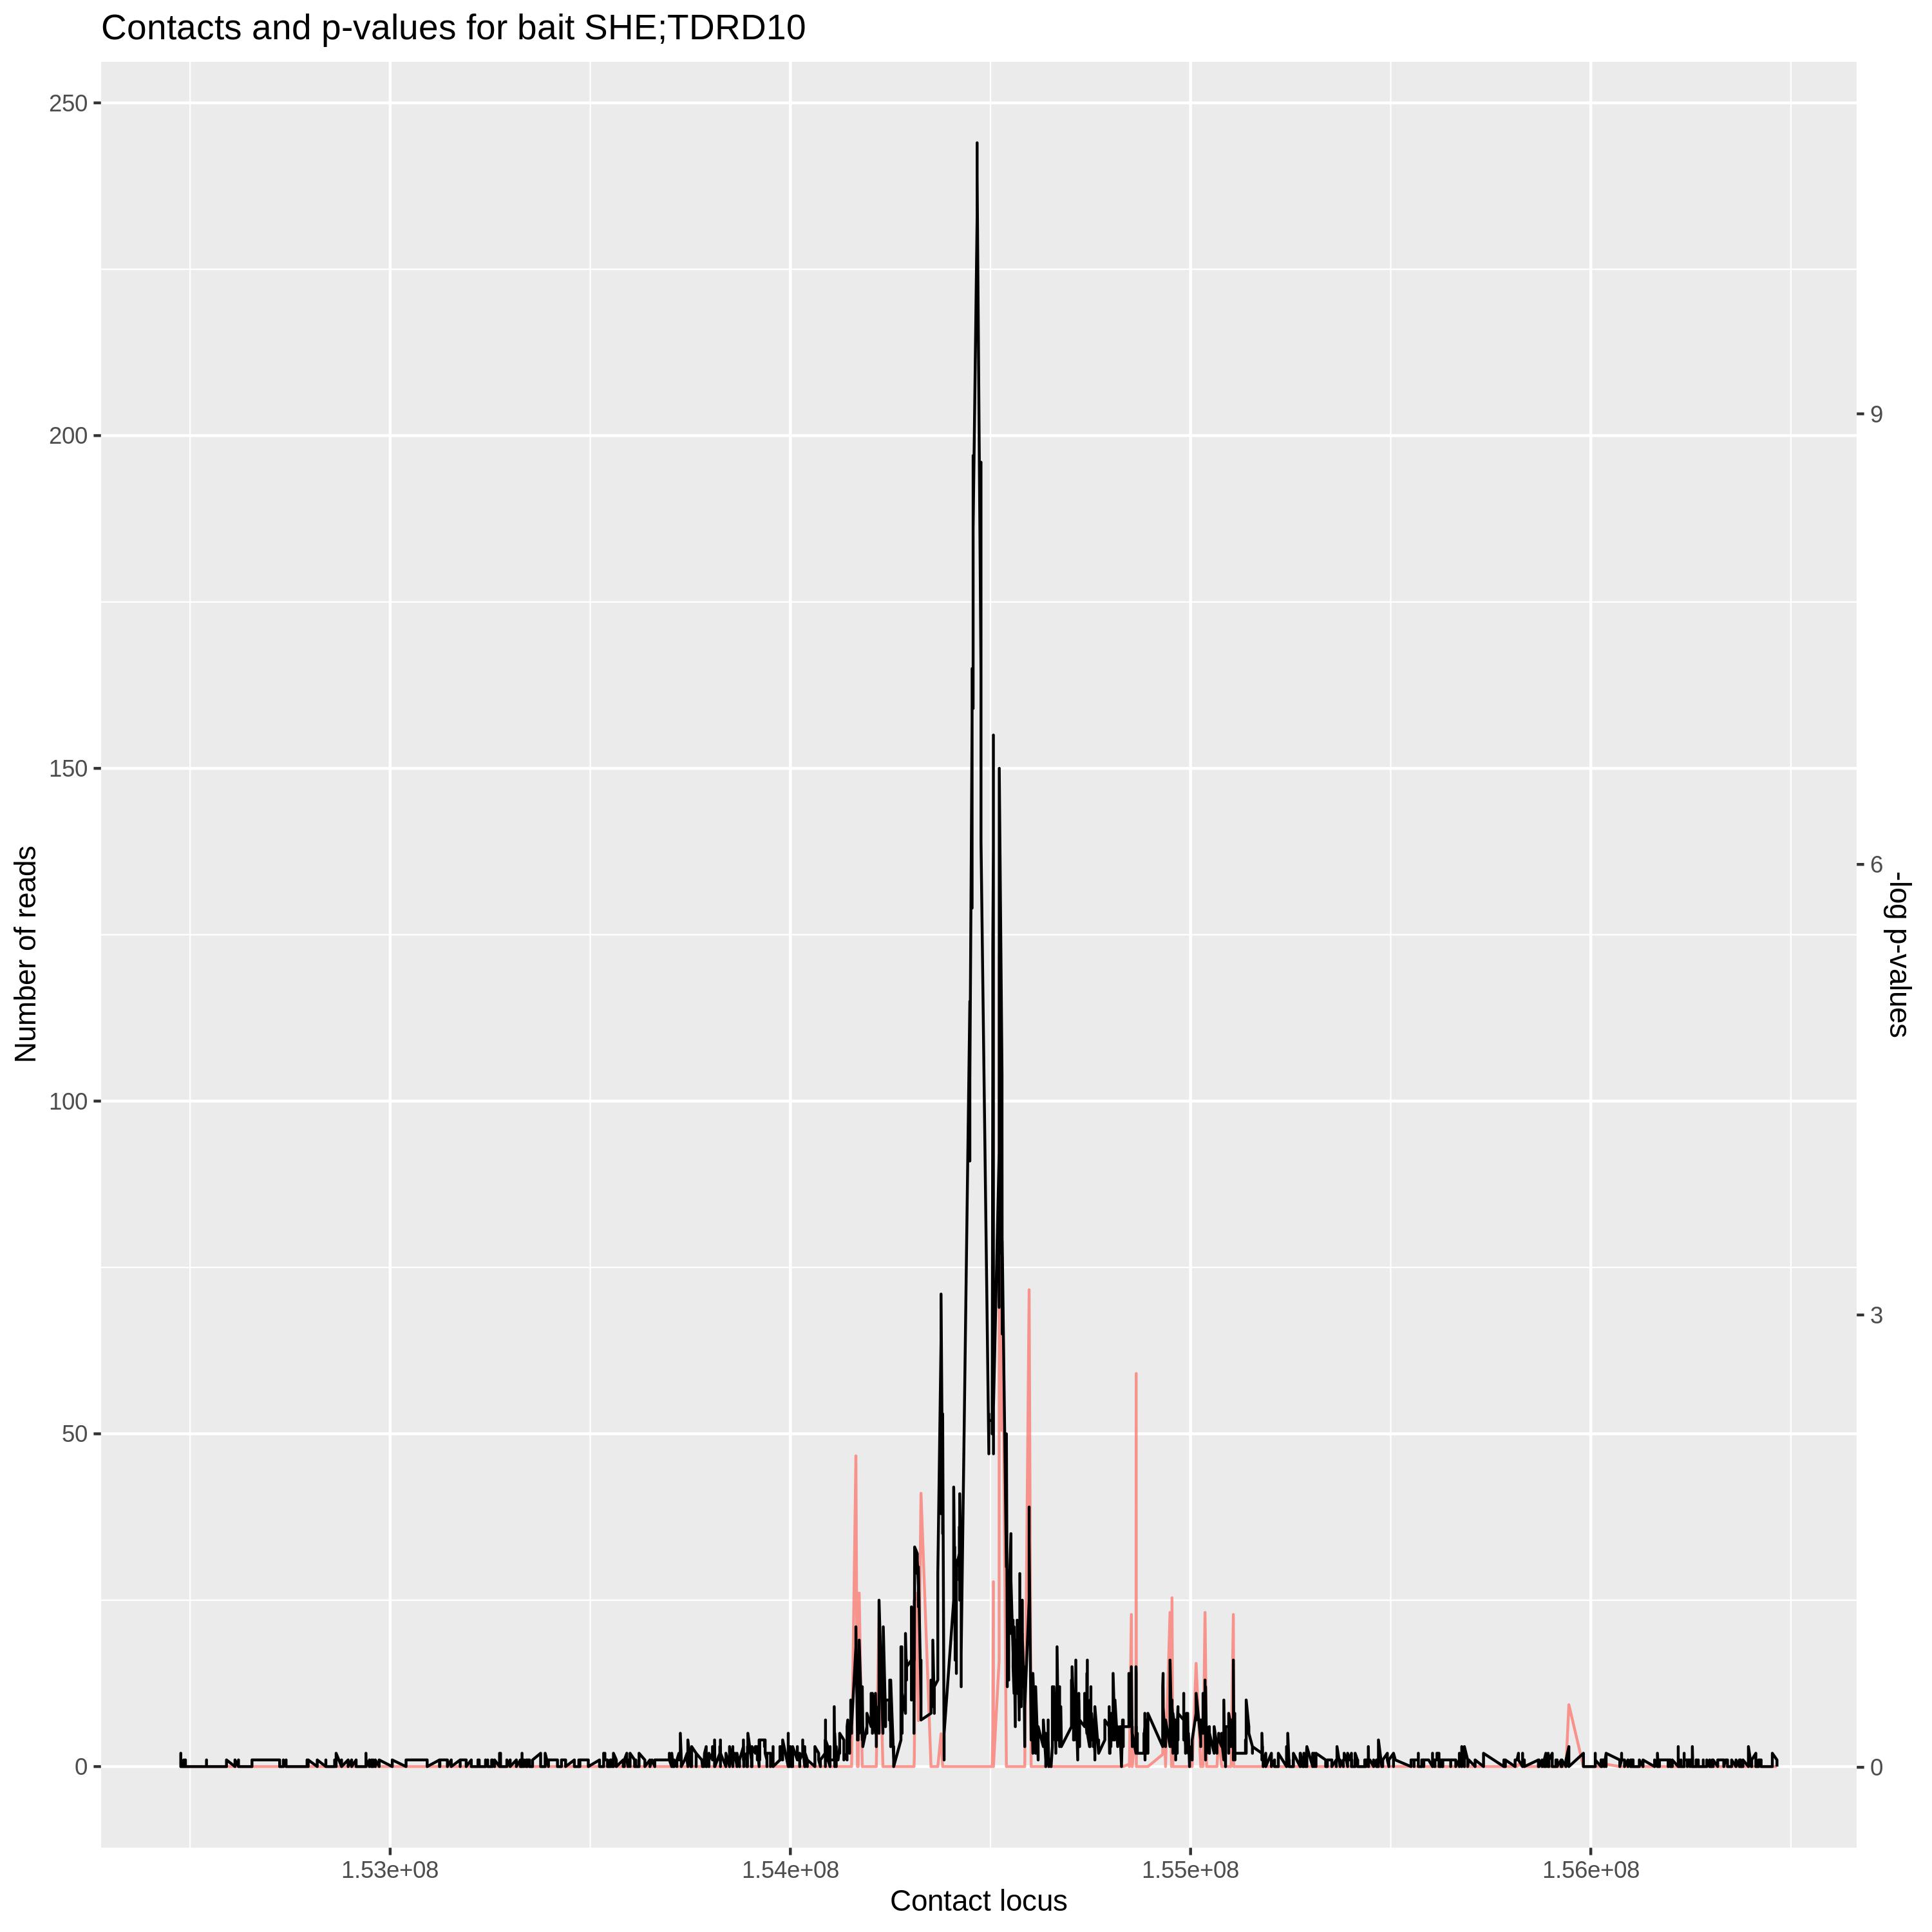 Contacts and p-values for bait SHE;TDRD10
250
200
150
100
50
0
Number of reads
9
6
3
0
-log p-values
1.53e+08
1.54e+08
1.55e+08
1.56e+08
Contact locus